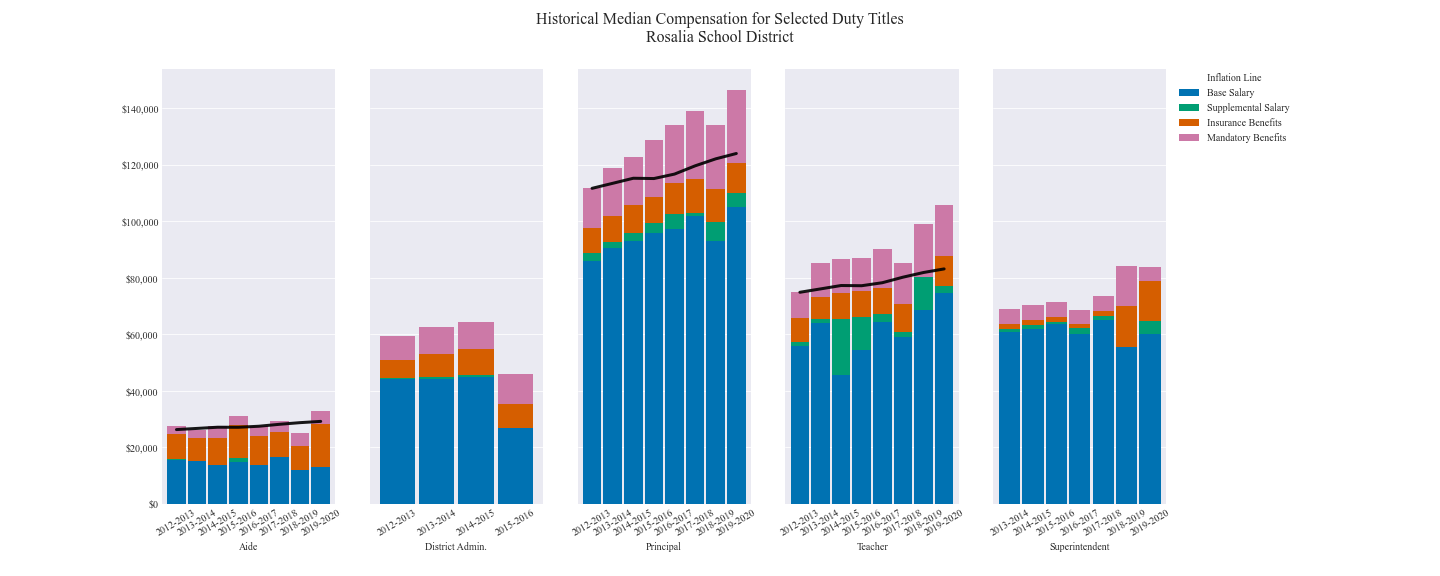 Historical Median Compensation for Selected Duty Titles
Rosalia School District
Inflation Line
Base Salary
Supplemental Salary
Insurance Benefits
Mandatory Benefits
$140,000
$120,000
$100,000
$80,000
$60,000
$40,000
$20,000
$0
2012-2013 2013-2014 2014-2015 2015-2016 2016-2017 2017-2018 2018-2019 2019-2020
Aide
2012-2013 2013-2014 2014-2015 2015-2016
District Admin.
2012-2013 2013-2014 2014-2015 2015-2016 2016-2017 2017-2018 2018-2019 2019-2020
Principal
2012-2013 2013-2014 2014-2015 2015-2016 2016-2017 2017-2018 2018-2019 2019-2020
Teacher
2013-2014 2014-2015 2015-2016 2016-2017 2017-2018 2018-2019 2019-2020
Superintendent